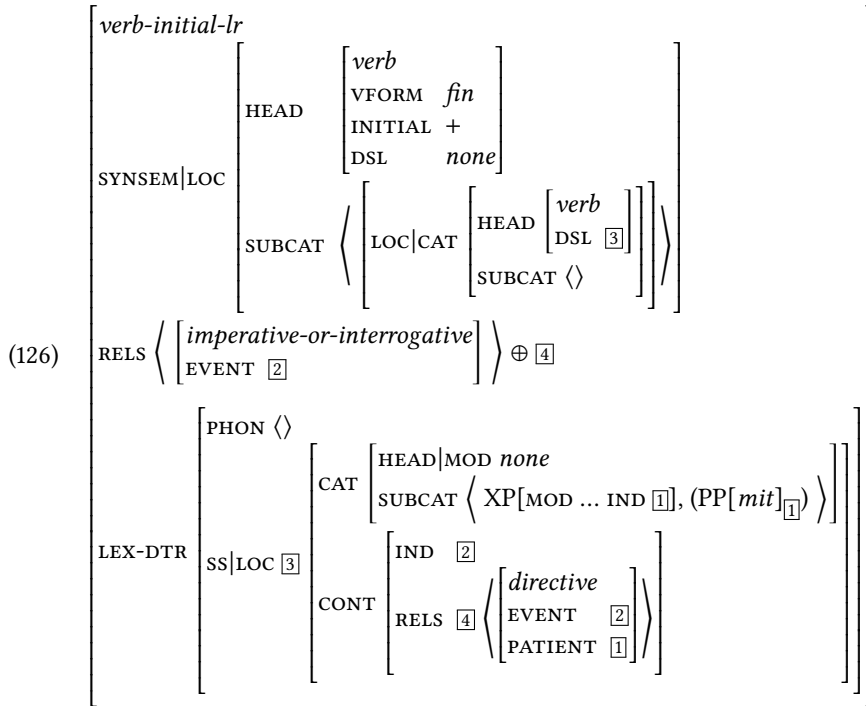 verb-initial-lr
SYNSEM|LOC
HEAD
verb
VFORM fin
INITIAL +
DSL none
SUBCAT ⟨
LOC|CAT
HEAD
verb
DSL 3
SUBCAT ⟨⟩
⟩
(126)
RELS ⟨
imperative-or-interrogative
EVENT 2
⟩ ⊕ 4
LEX-DTR
PHON ⟨⟩
SS|LOC 3
CAT
HEAD|MOD none
SUBCAT ⟨ XP[MOD … IND 1], (PP[mit]1) ⟩
CONT
IND 2
RELS 4 ⟨
directive
EVENT 2
PATIENT 1
⟩